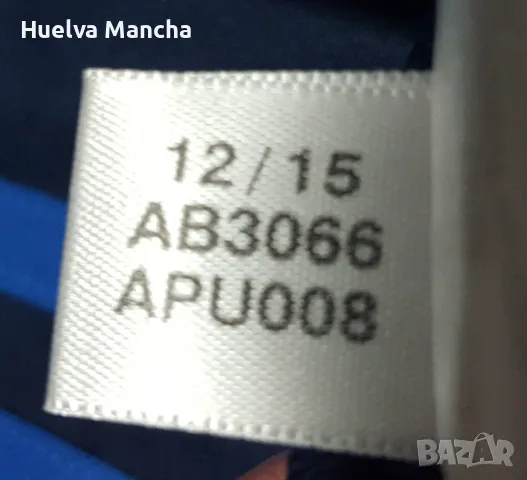 Huelva Mancha
12/15
AB3066
APU008
BAZAR